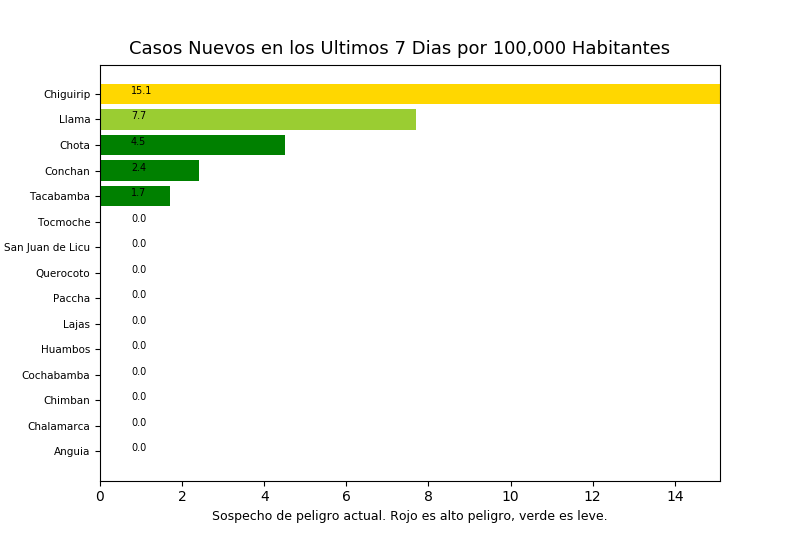 Casos Nuevos en los Ultimos 7 Dias por 100,000 Habitantes
Chiguirip 15.1
Llama 7.7
Chota 4.5
Conchan 2.4
Tacabamba 1.7
Tocmoche 0.0
San Juan de Licu 0.0
Querocoto 0.0
Paccha 0.0
Lajas 0.0
Huambos 0.0
Cochabamba 0.0
Chimban 0.0
Chalamarca 0.0
Anguia 0.0
0 2 4 6 8 10 12 14
Sospecho de peligro actual. Rojo es alto peligro, verde es leve.